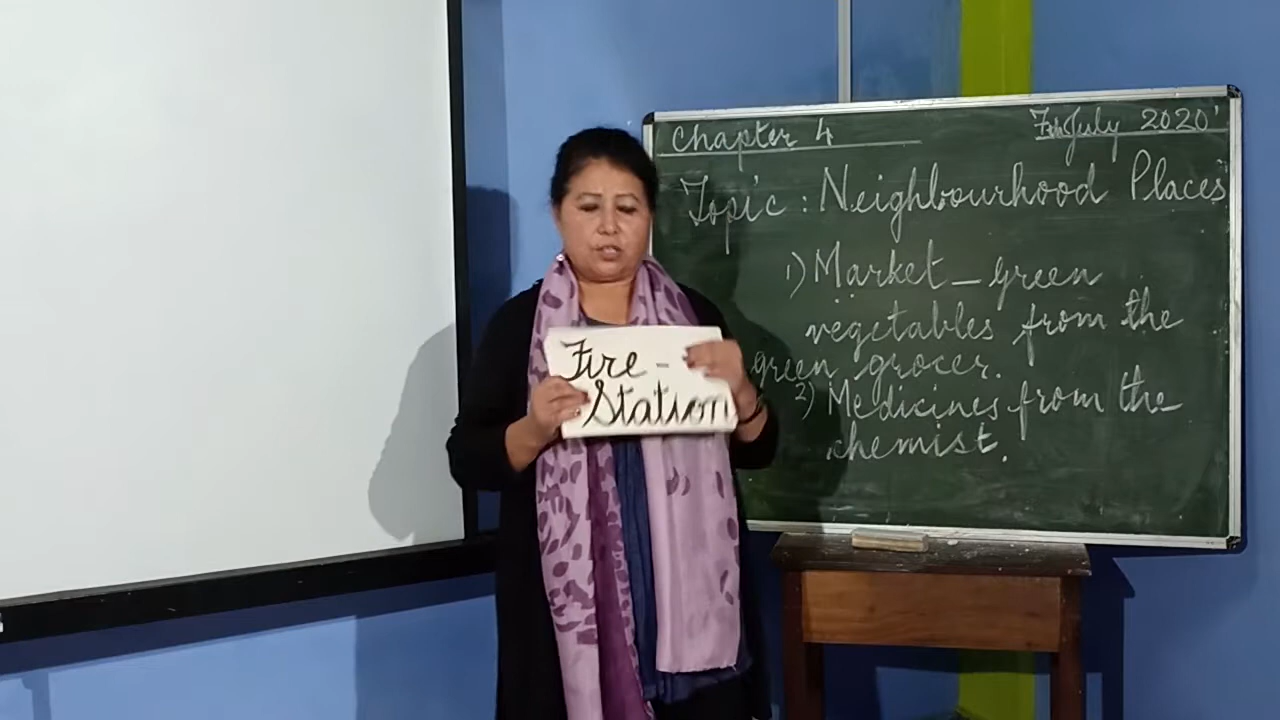 Chapter 4
7th July 2020
Topic : Neighbourhood Places
1) Market – green
vegetables from the
green grocer.
2) Medicines from the
chemist.
Fire –
Station